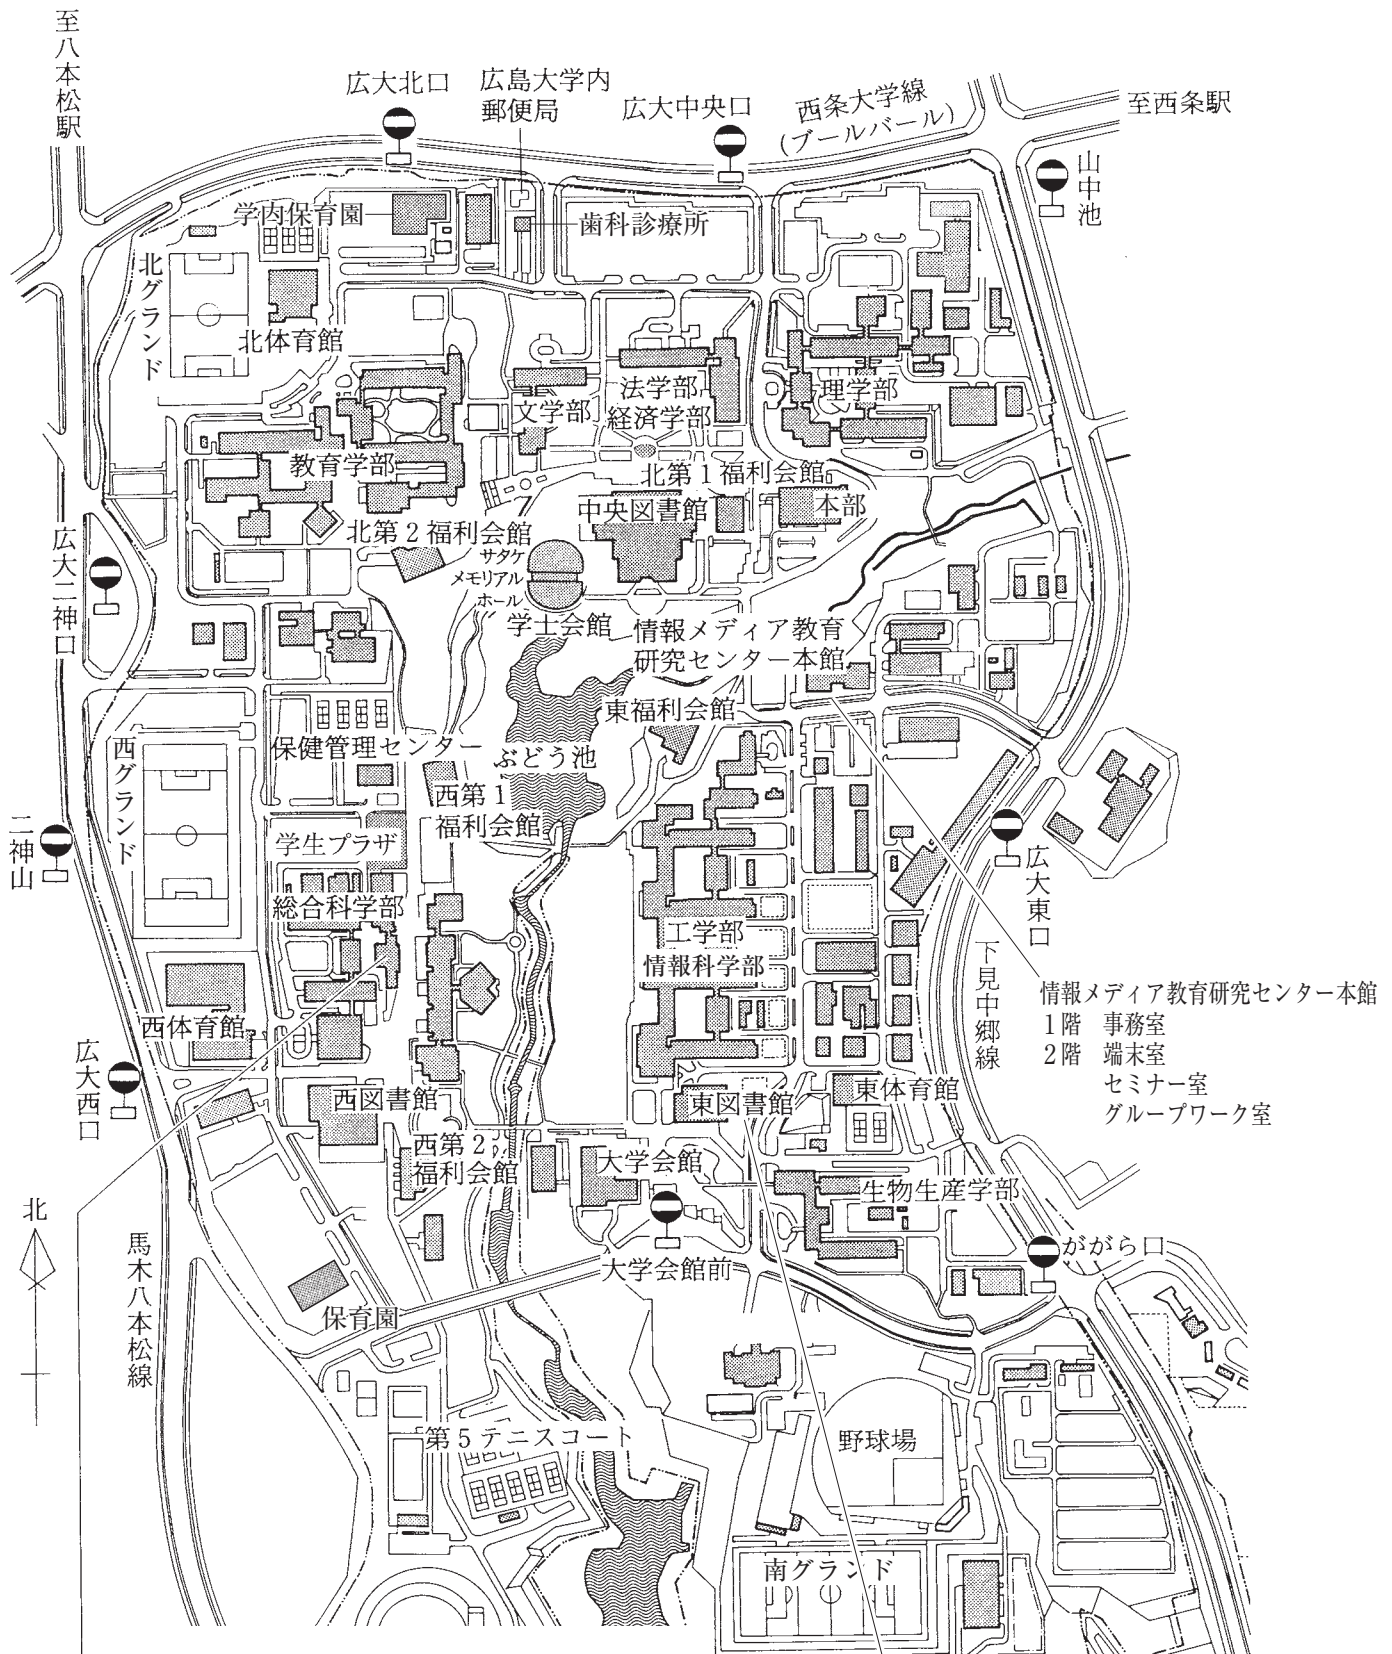 至八本松駅
広大北口
広島大学内
郵便局
広大中央口
西条大学線
(ブールバール)
至西条駅
山中池
学内保育園
歯科診療所
北グランド
北体育館
法学部
経済学部
理学部
文学部
教育学部
北第1福利会館
中央図書館
本部
北第2福利会館
サタケ
メモリアル
ホール
学士会館
広大二神口
情報メディア教育
研究センター本館
東福利会館
保健管理センター
ぶどう池
西グランド
西第1
福利会館
二神山
学生プラザ
総合科学部
広大東口
工学部
情報科学部
下見中郷線
情報メディア教育研究センター本館
1階 事務室
2階 端末室
セミナー室
グループワーク室
西体育館
広大西口
西図書館
東図書館
東体育館
西第2
福利会館
大学会館
生物生産学部
北
馬木八本松線
大学会館前
ががら口
保育園
第5テニスコート
野球場
南グランド